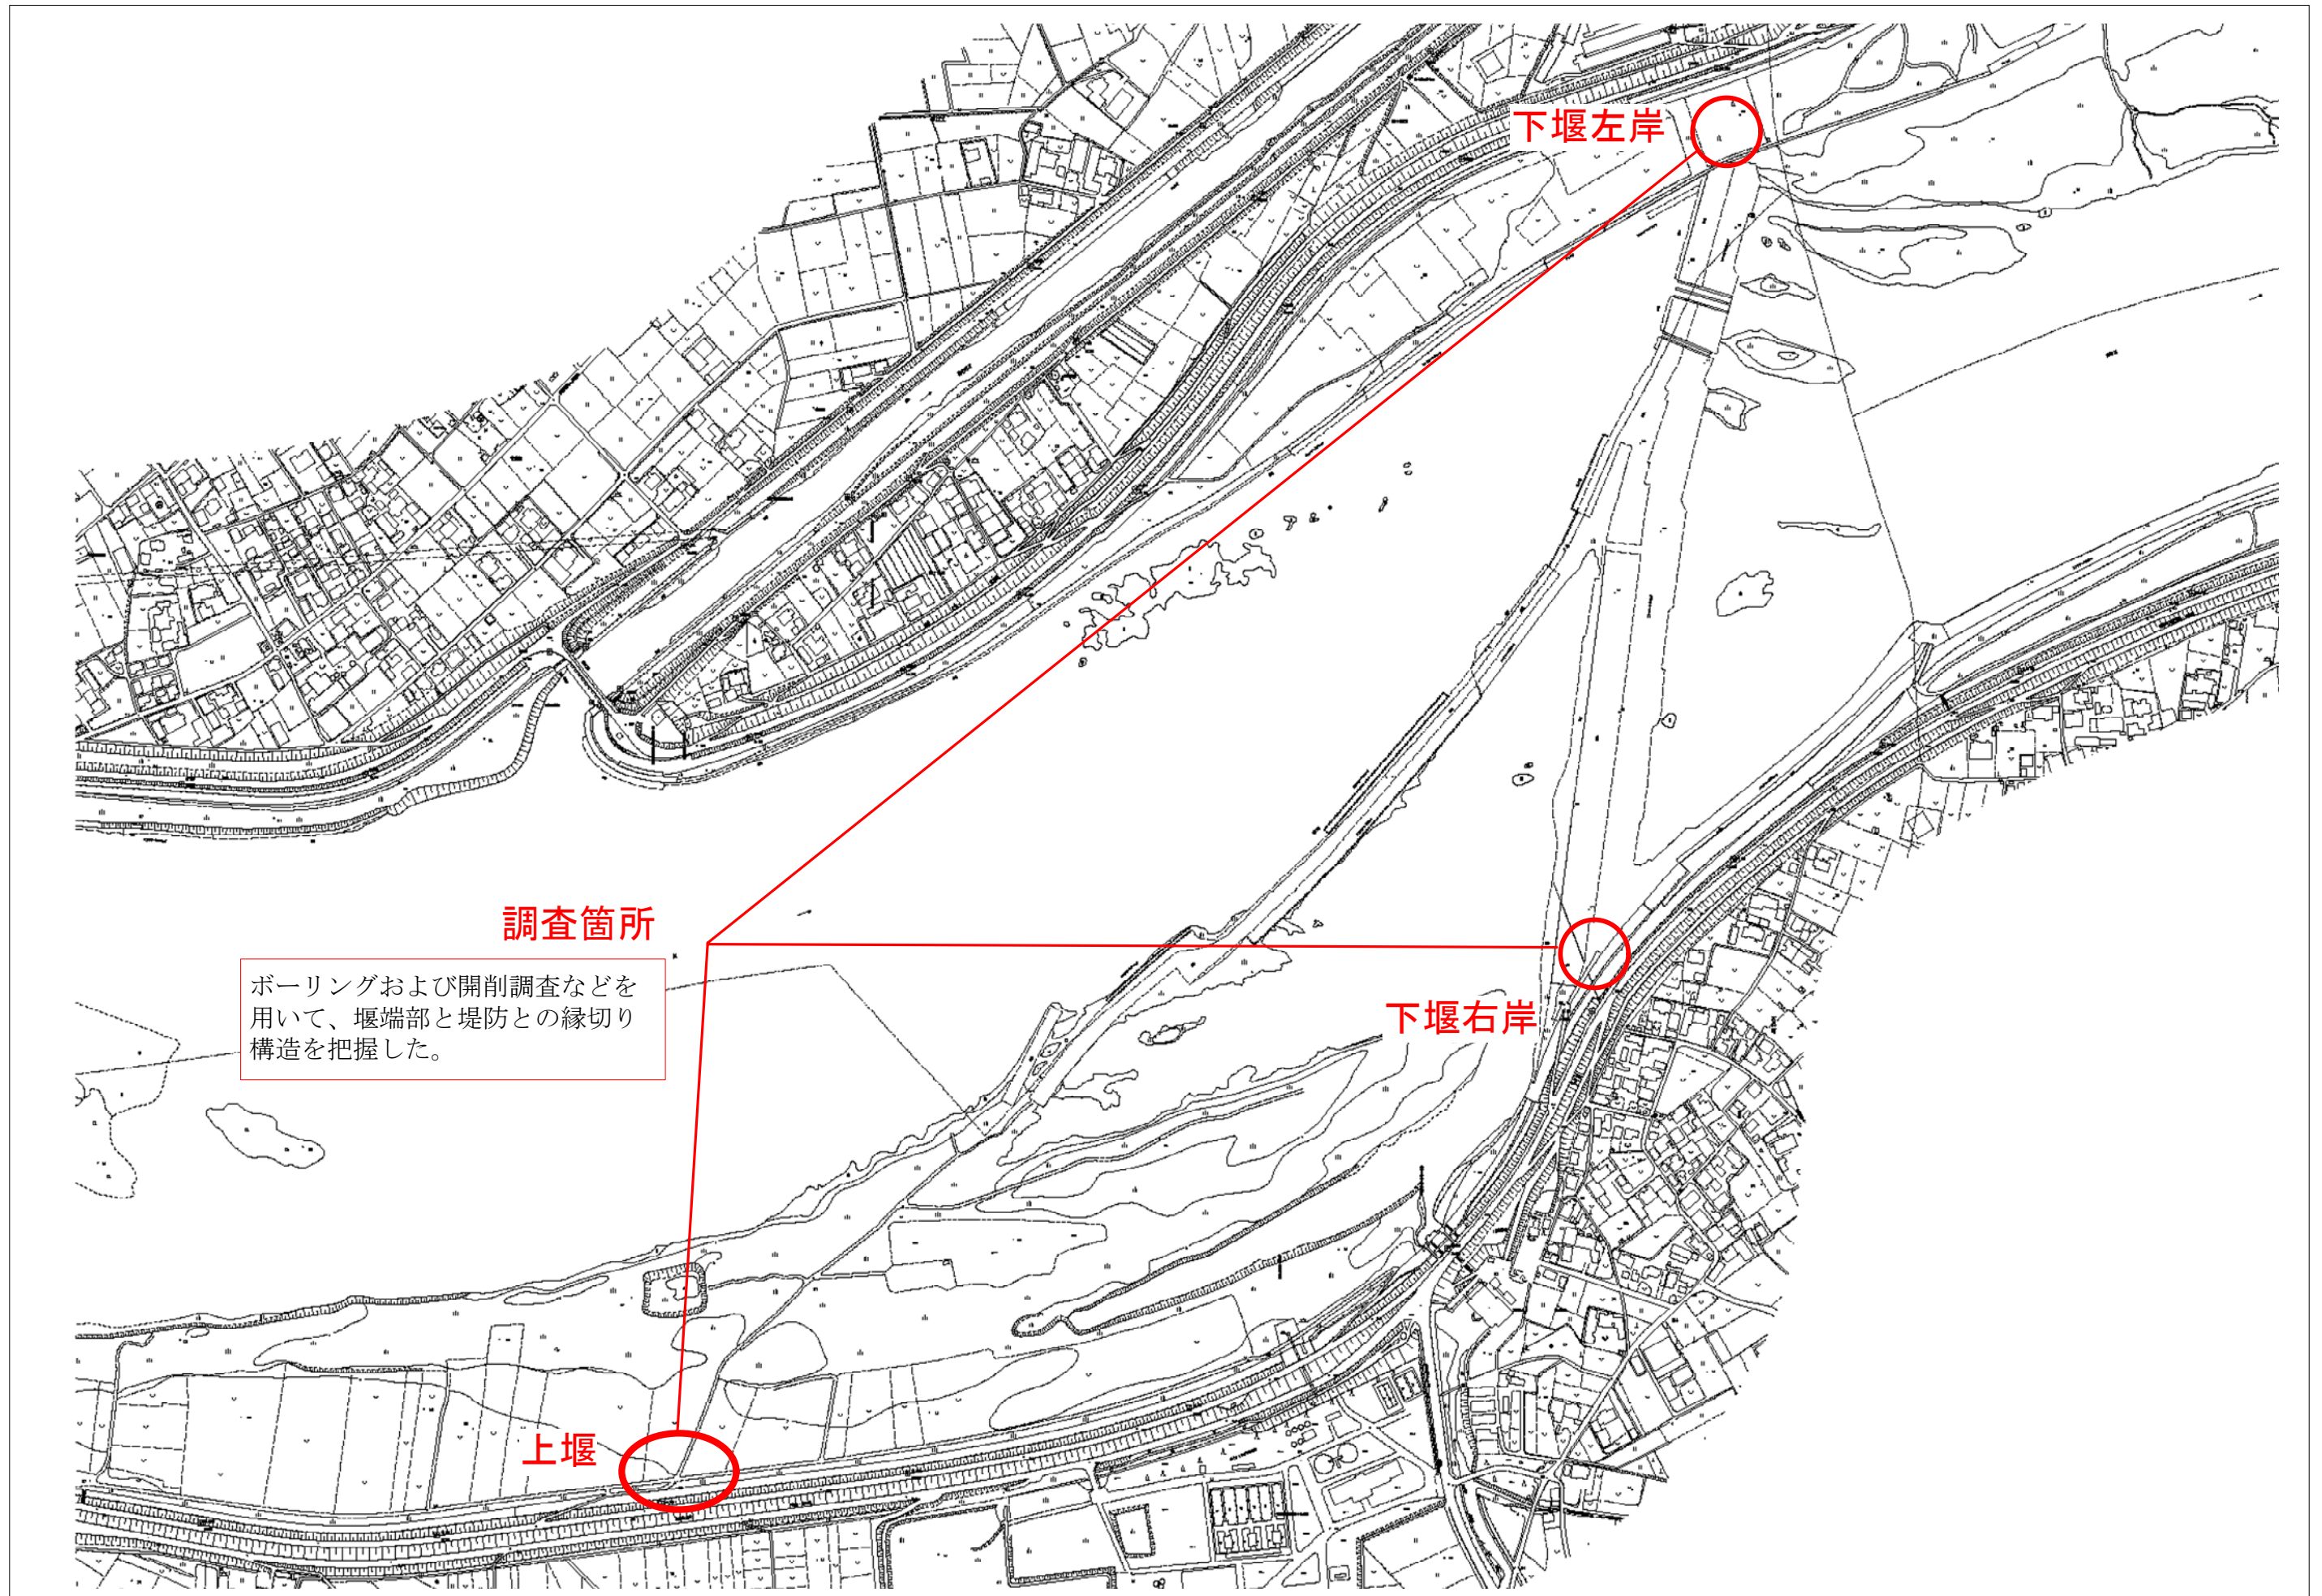 下堰左岸
調査箇所
ボーリングおよび開削調査などを
用いて、堰端部と堤防との縁切り
構造を把握した。
下堰右岸
上堰